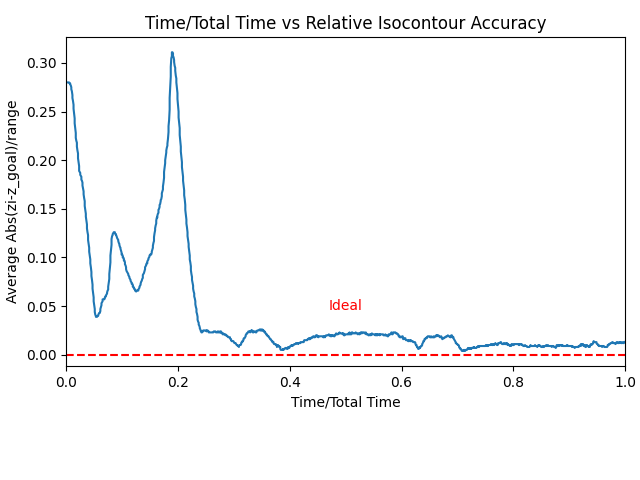 Time/Total Time vs Relative Isocontour Accuracy
Average Abs(zi-z_goal)/range
0.30
0.25
0.20
0.15
0.10
0.05
0.00
Ideal
0.0 0.2 0.4 0.6 0.8 1.0
Time/Total Time